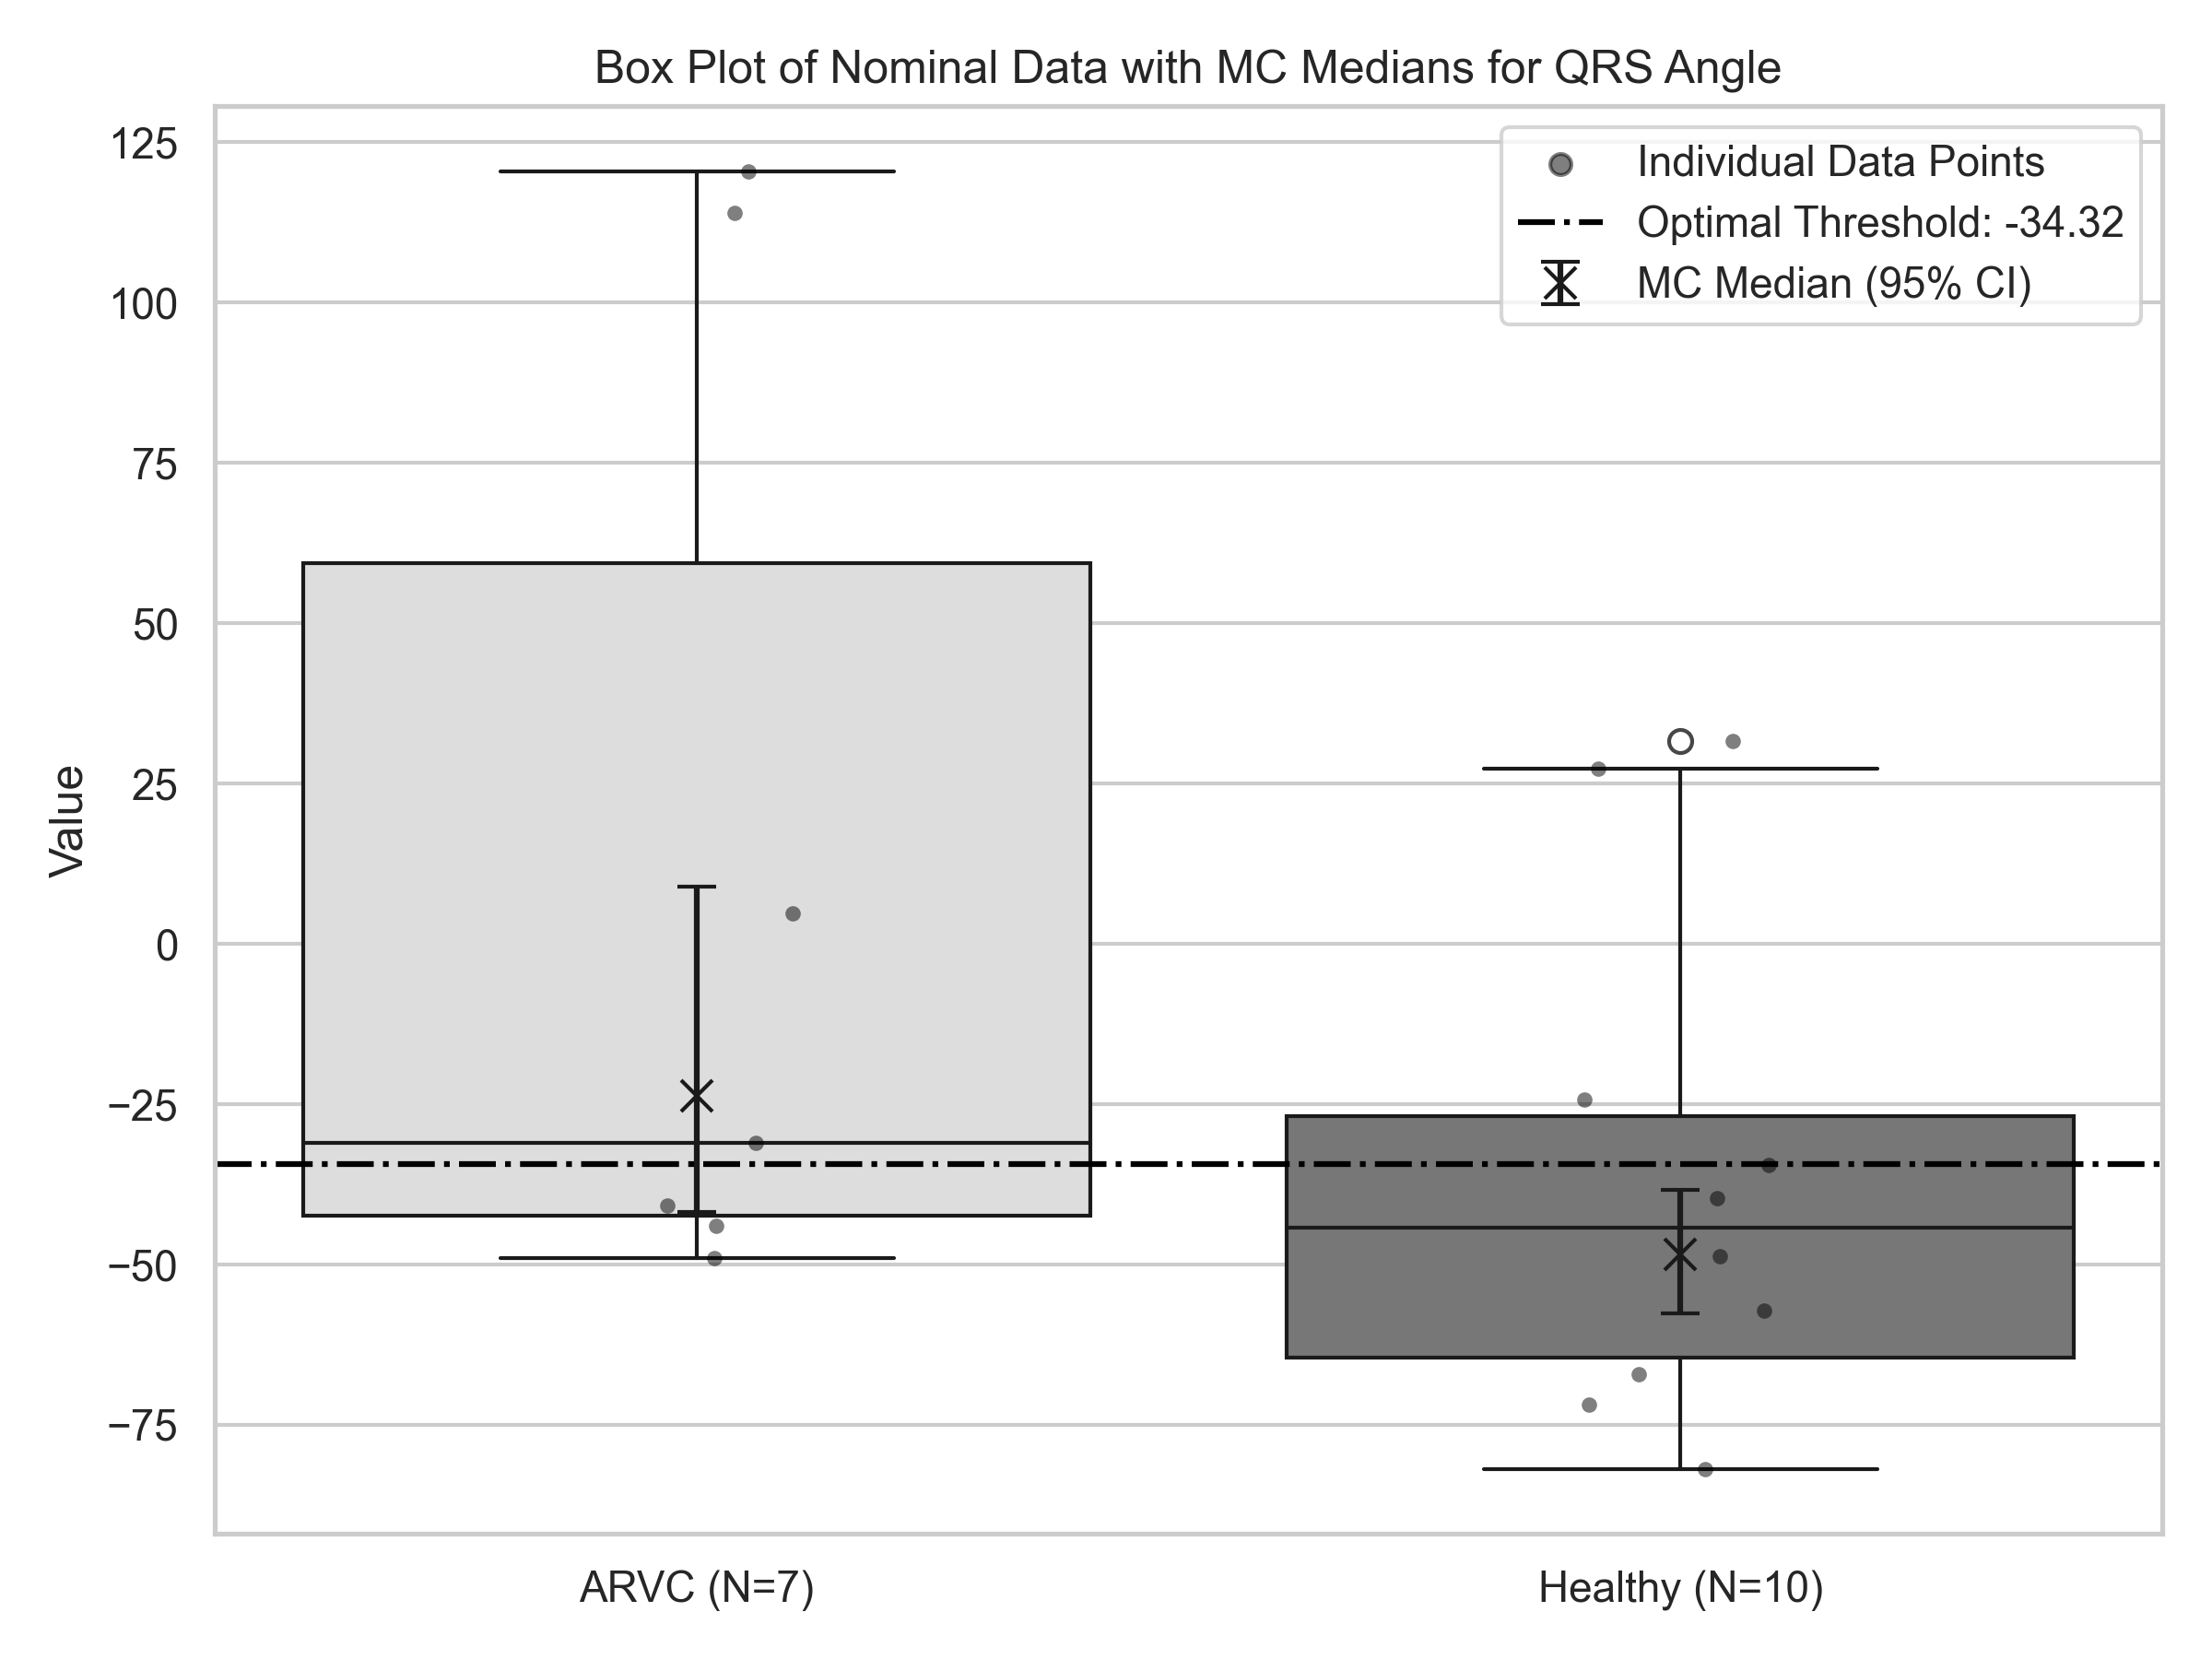 Box Plot of Nominal Data with MC Medians for QRS Angle
Individual Data Points
Optimal Threshold: -34.32
MC Median (95% CI)
Value
125
100
75
50
25
0
−25
−50
−75
ARVC (N=7)
Healthy (N=10)